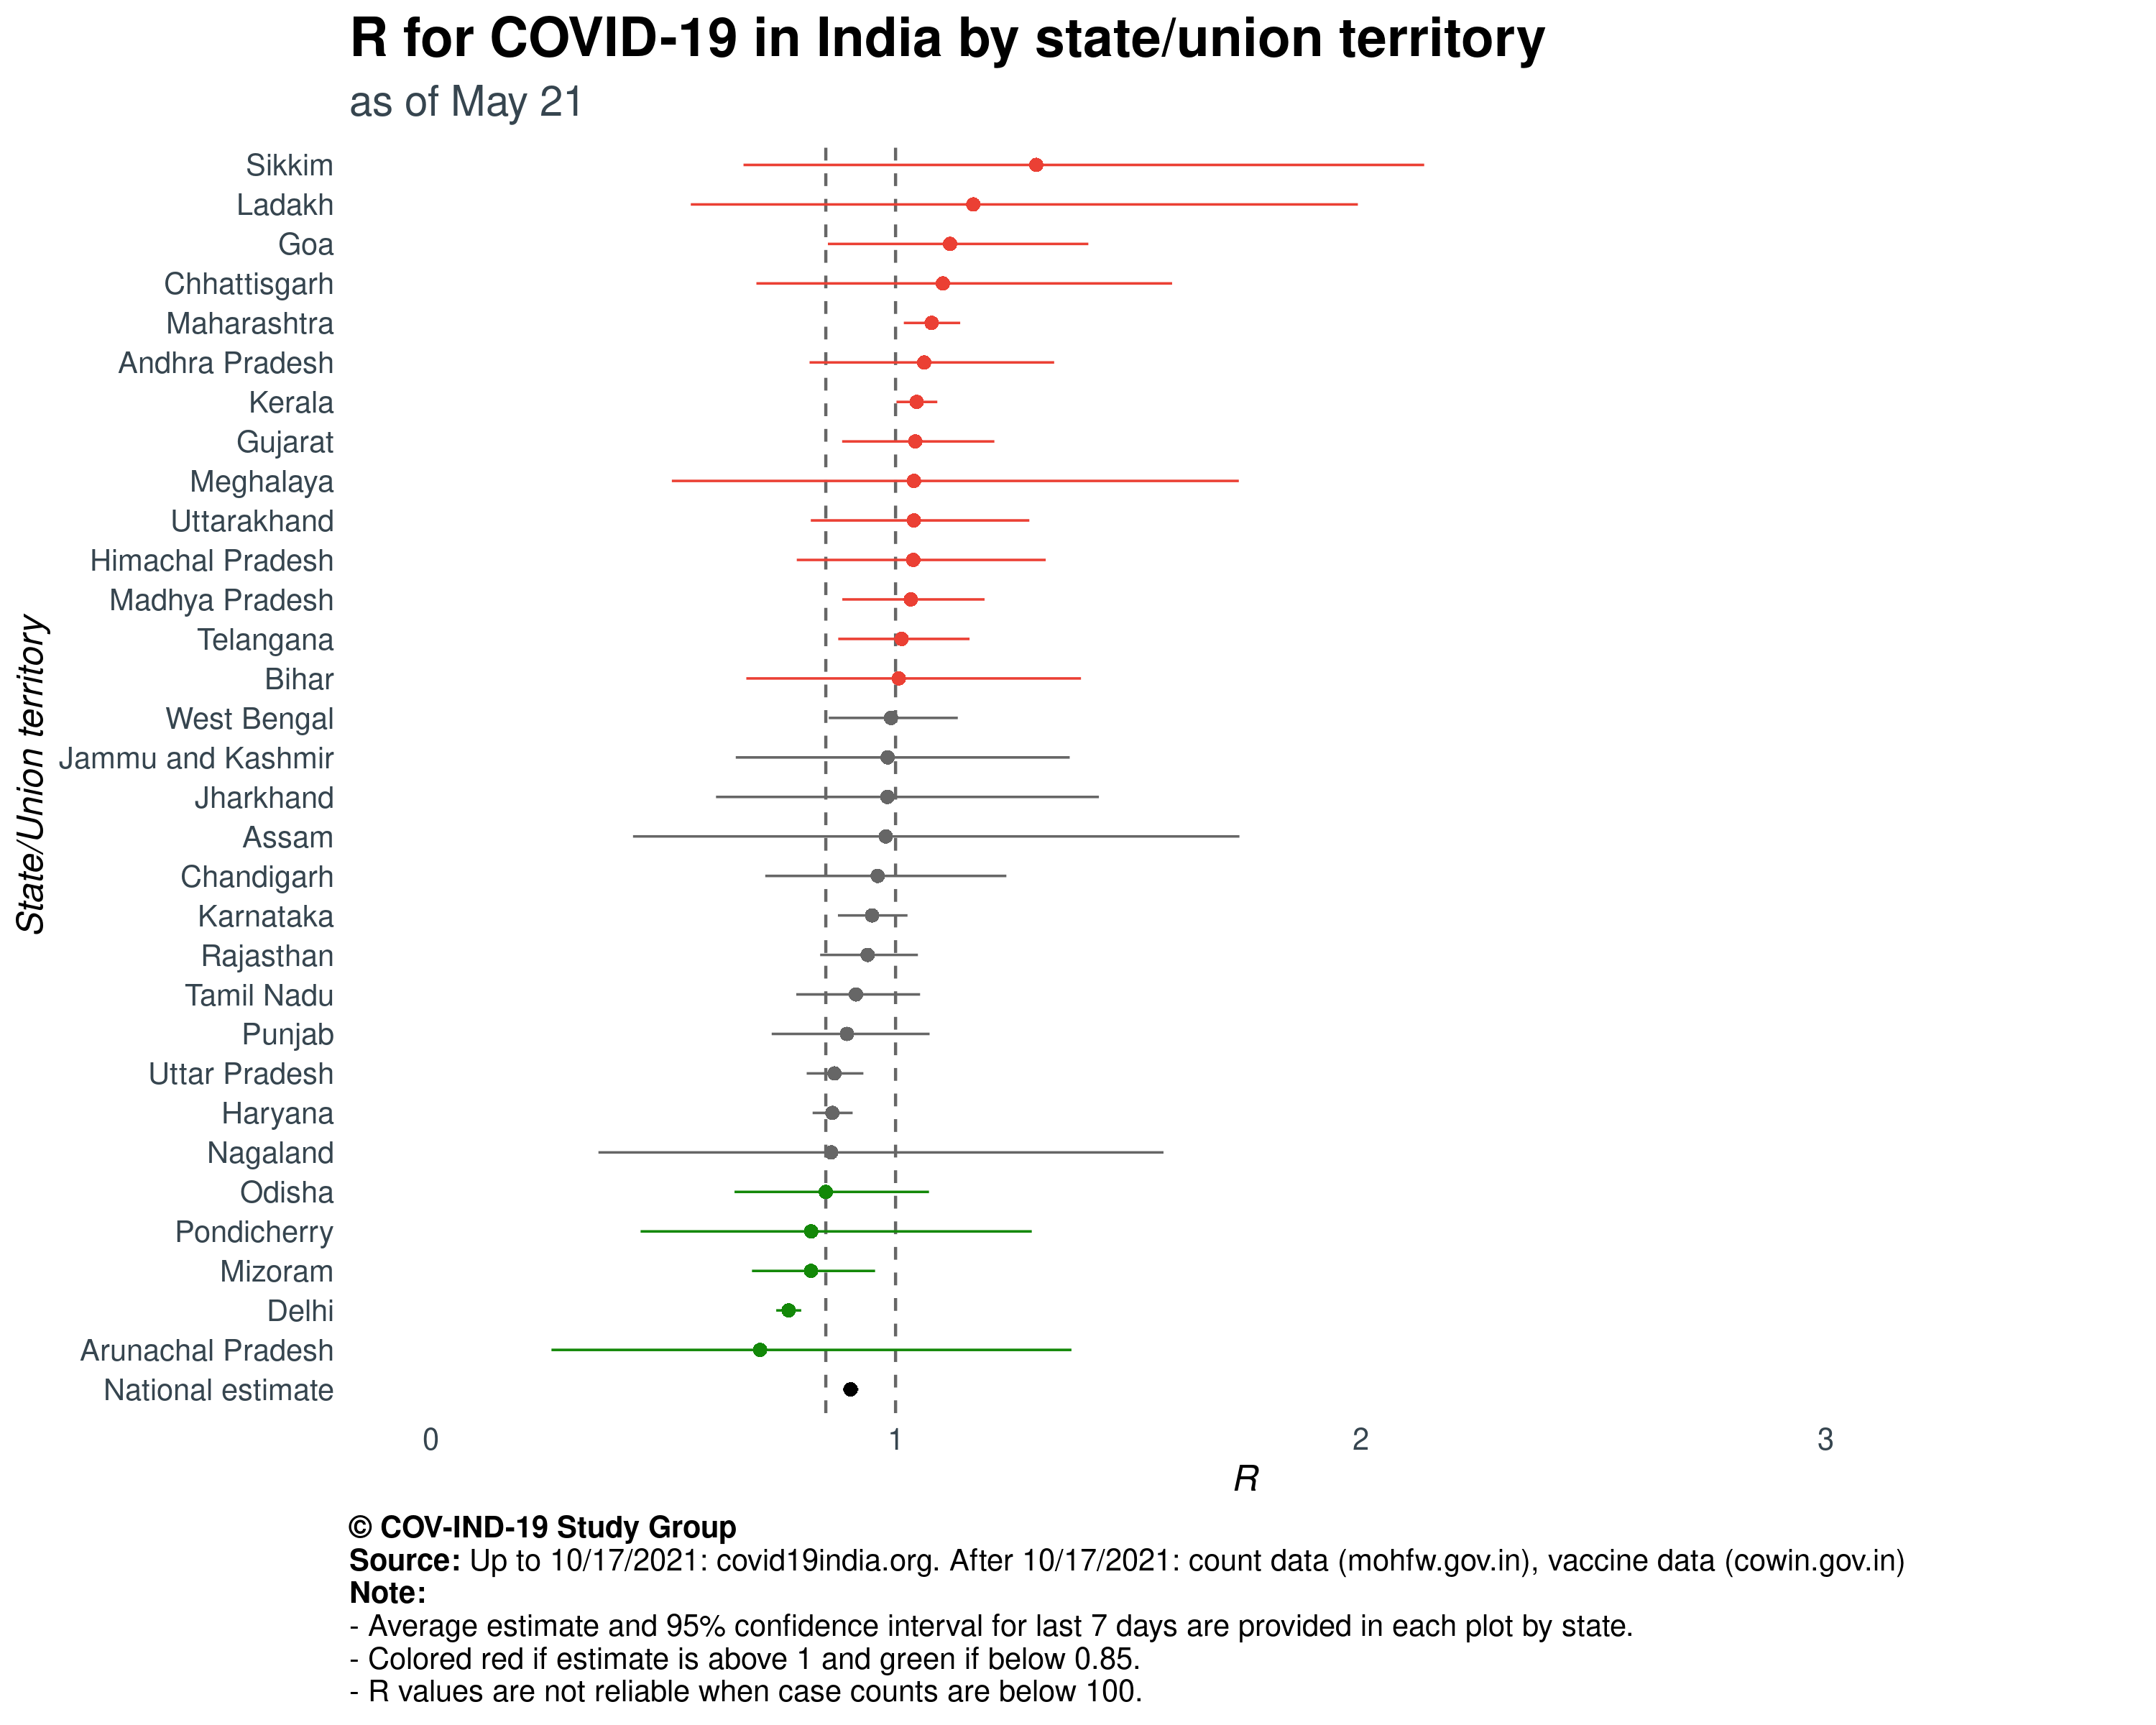 R for COVID-19 in India by state/union territory
as of May 21
Sikkim
Ladakh
Goa
Chhattisgarh
Maharashtra
Andhra Pradesh
Kerala
Gujarat
Meghalaya
Uttarakhand
Himachal Pradesh
Madhya Pradesh
Telangana
Bihar
West Bengal
Jammu and Kashmir
Jharkhand
Assam
Chandigarh
Karnataka
Rajasthan
Tamil Nadu
Punjab
Uttar Pradesh
Haryana
Nagaland
Odisha
Pondicherry
Mizoram
Delhi
Arunachal Pradesh
National estimate
State/Union territory
0 1 2 3
R
© COV-IND-19 Study Group
Source: Up to 10/17/2021: covid19india.org. After 10/17/2021: count data (mohfw.gov.in), vaccine data (cowin.gov.in)
Note:
- Average estimate and 95% confidence interval for last 7 days are provided in each plot by state.
- Colored red if estimate is above 1 and green if below 0.85.
- R values are not reliable when case counts are below 100.